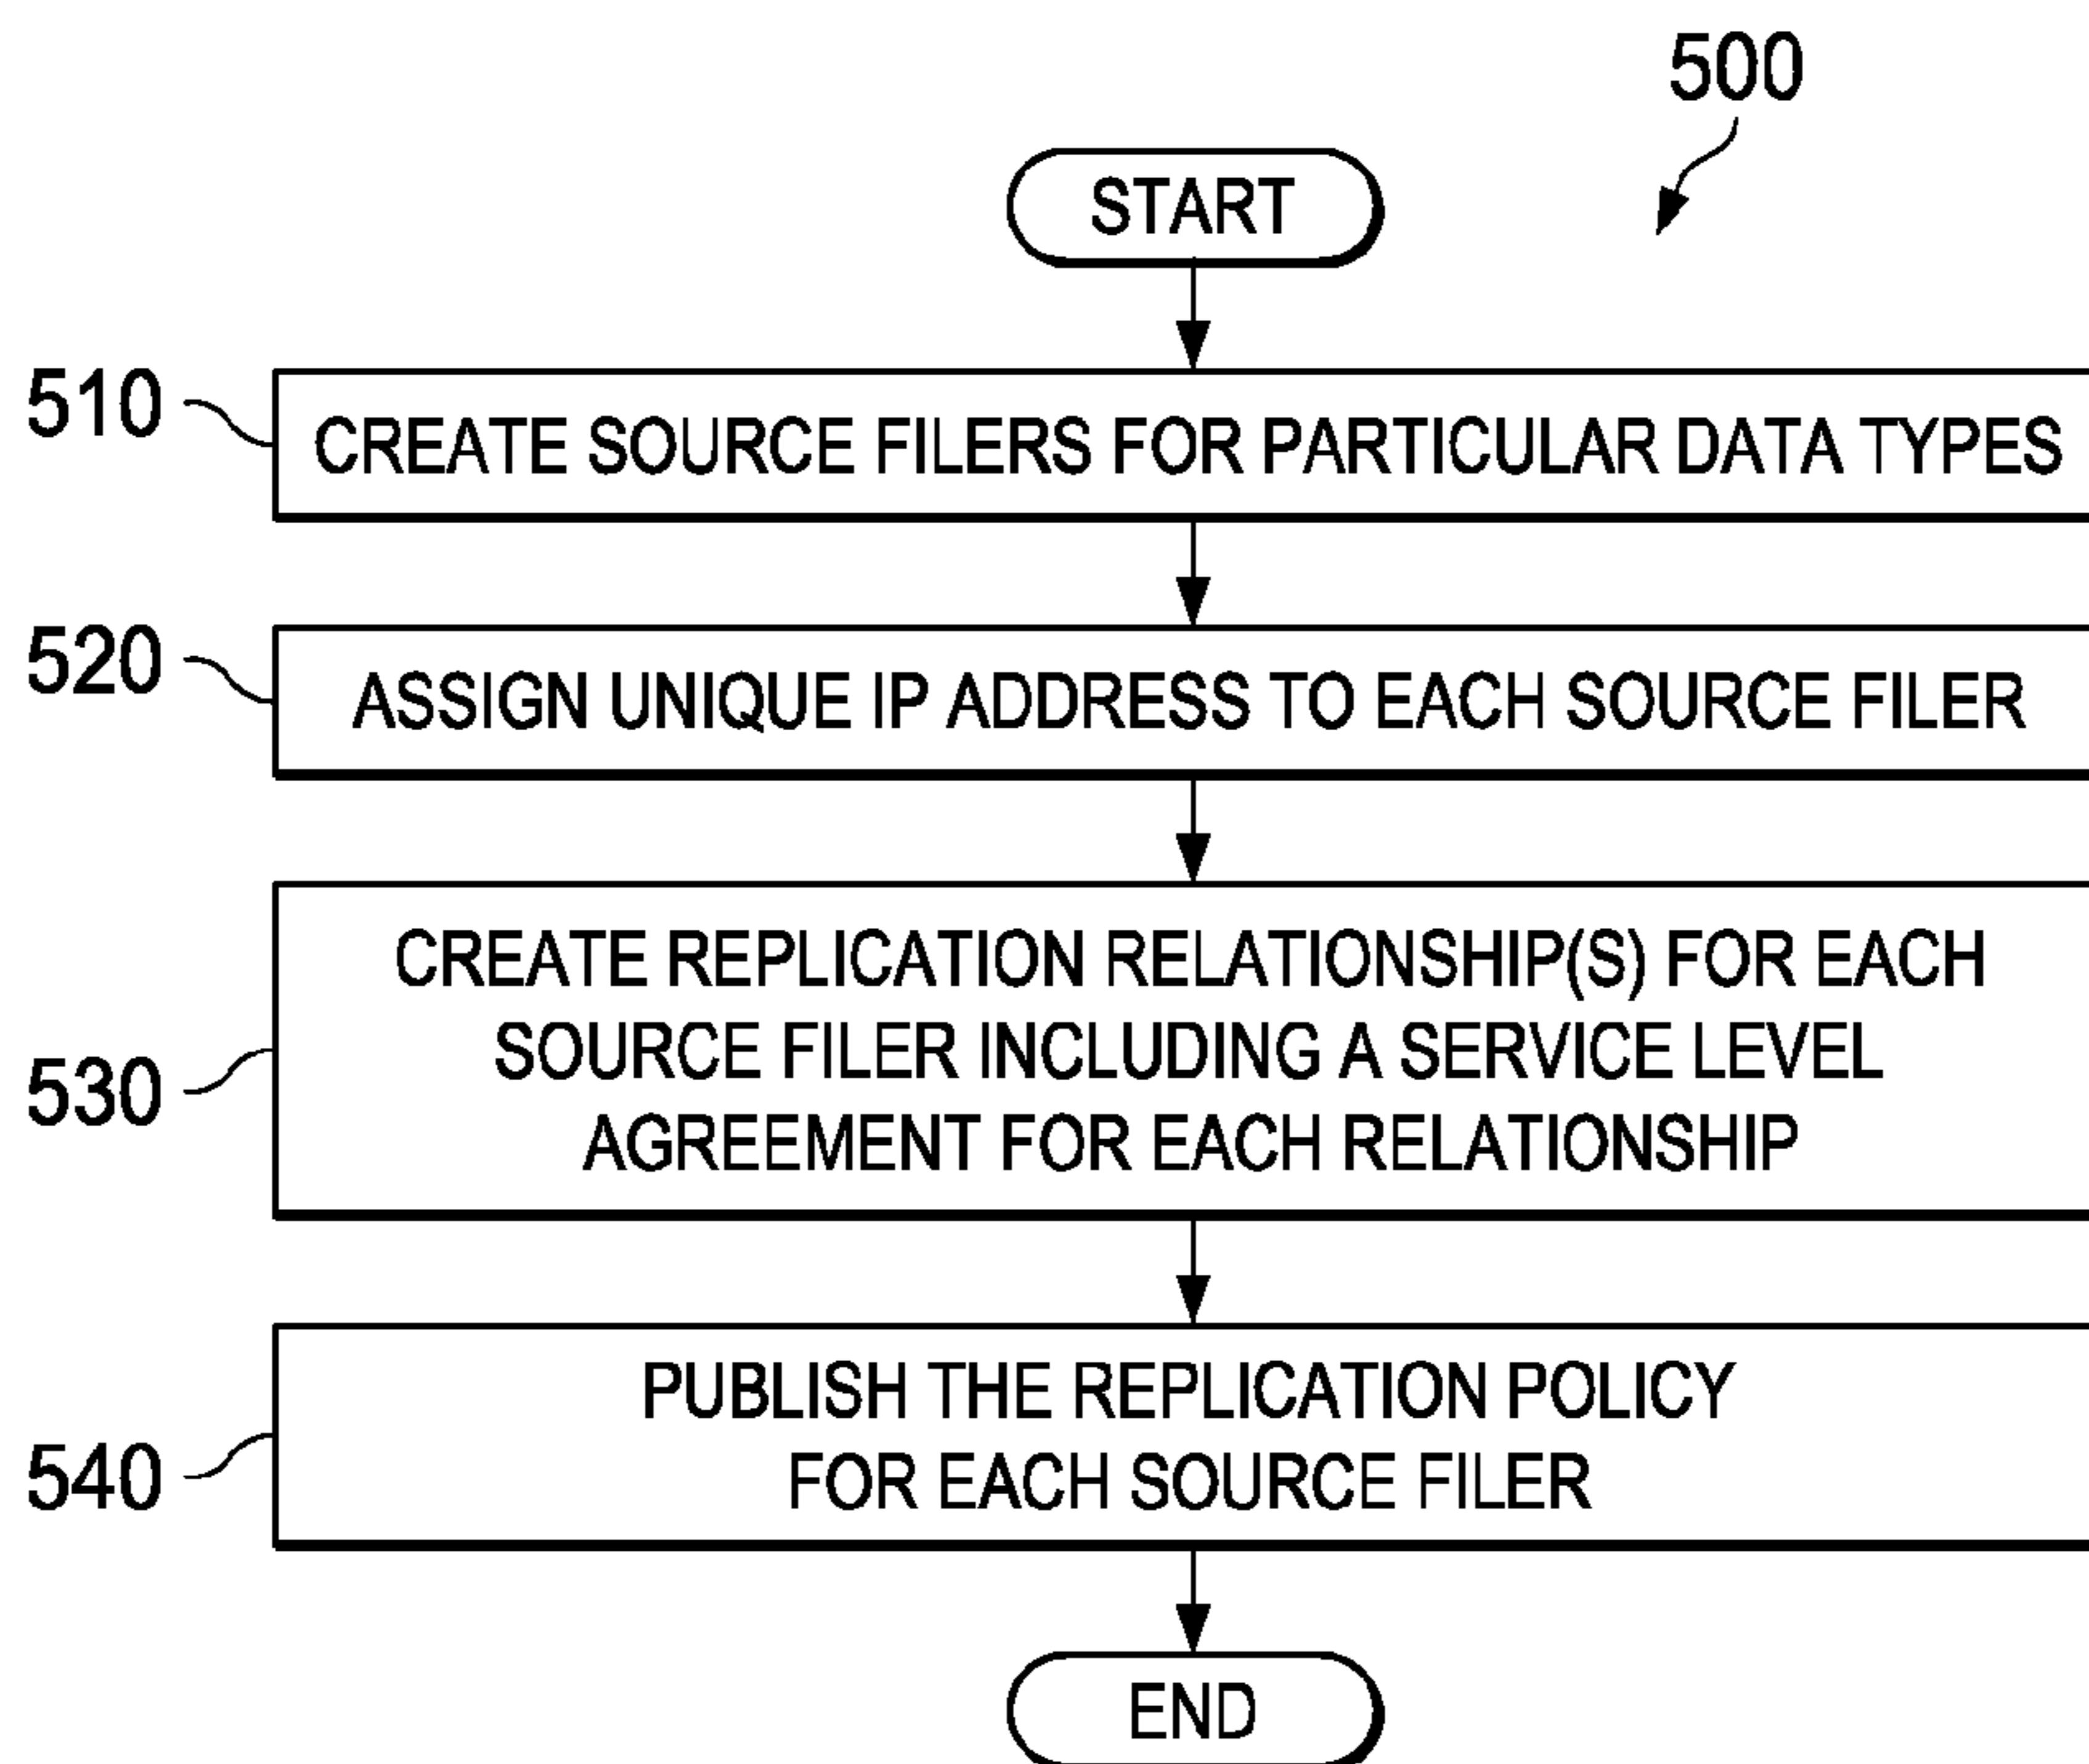 500
START
510
CREATE SOURCE FILERS FOR PARTICULAR DATA TYPES
520
ASSIGN UNIQUE IP ADDRESS TO EACH SOURCE FILER
530
CREATE REPLICATION RELATIONSHIP(S) FOR EACH
SOURCE FILER INCLUDING A SERVICE LEVEL
AGREEMENT FOR EACH RELATIONSHIP
540
PUBLISH THE REPLICATION POLICY
FOR EACH SOURCE FILER
END